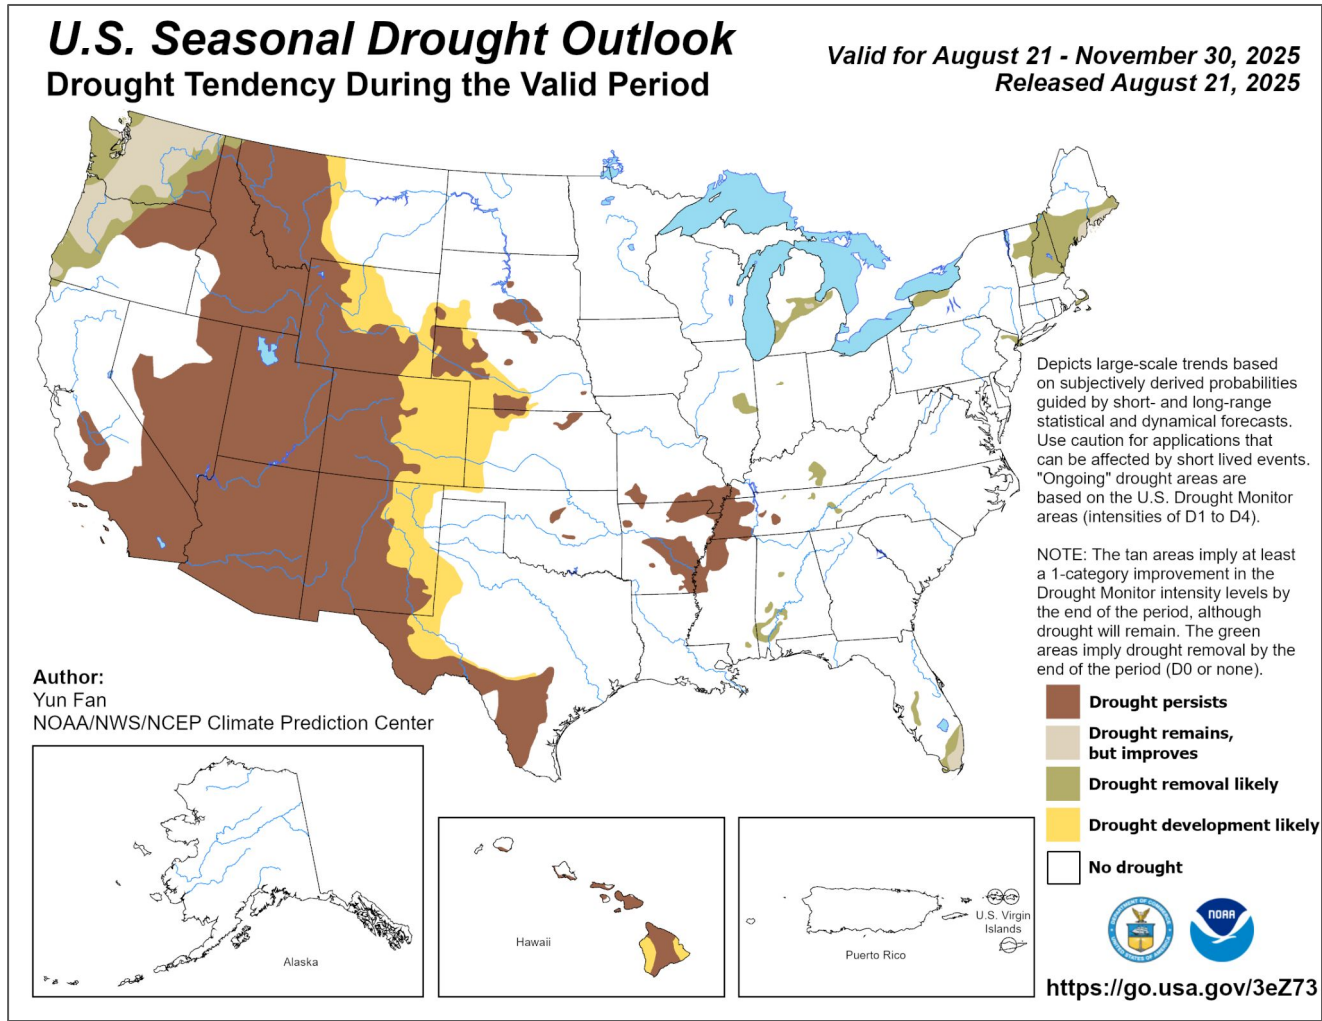 U.S. Seasonal Drought Outlook
Drought Tendency During the Valid Period
Valid for August 21 - November 30, 2025
Released August 21, 2025
Depicts large-scale trends based
on subjectively derived probabilities
guided by short- and long-range
statistical and dynamical forecasts.
Use caution for applications that
can be affected by short lived events.
"Ongoing" drought areas are
based on the U.S. Drought Monitor
areas (intensities of D1 to D4).
NOTE: The tan areas imply at least
a 1-category improvement in the
Drought Monitor intensity levels by
the end of the period, although
drought will remain. The green
areas imply drought removal by the
end of the period (D0 or none).
Author:
Yun Fan
NOAA/NWS/NCEP Climate Prediction Center
Drought persists
Drought remains,
but improves
Drought removal likely
Drought development likely
No drought
Alaska
Hawaii
Puerto Rico
U.S. Virgin
Islands
DEPARTMENT OF COMMERCE
UNITED STATES OF AMERICA
NOAA
https://go.usa.gov/3eZ73